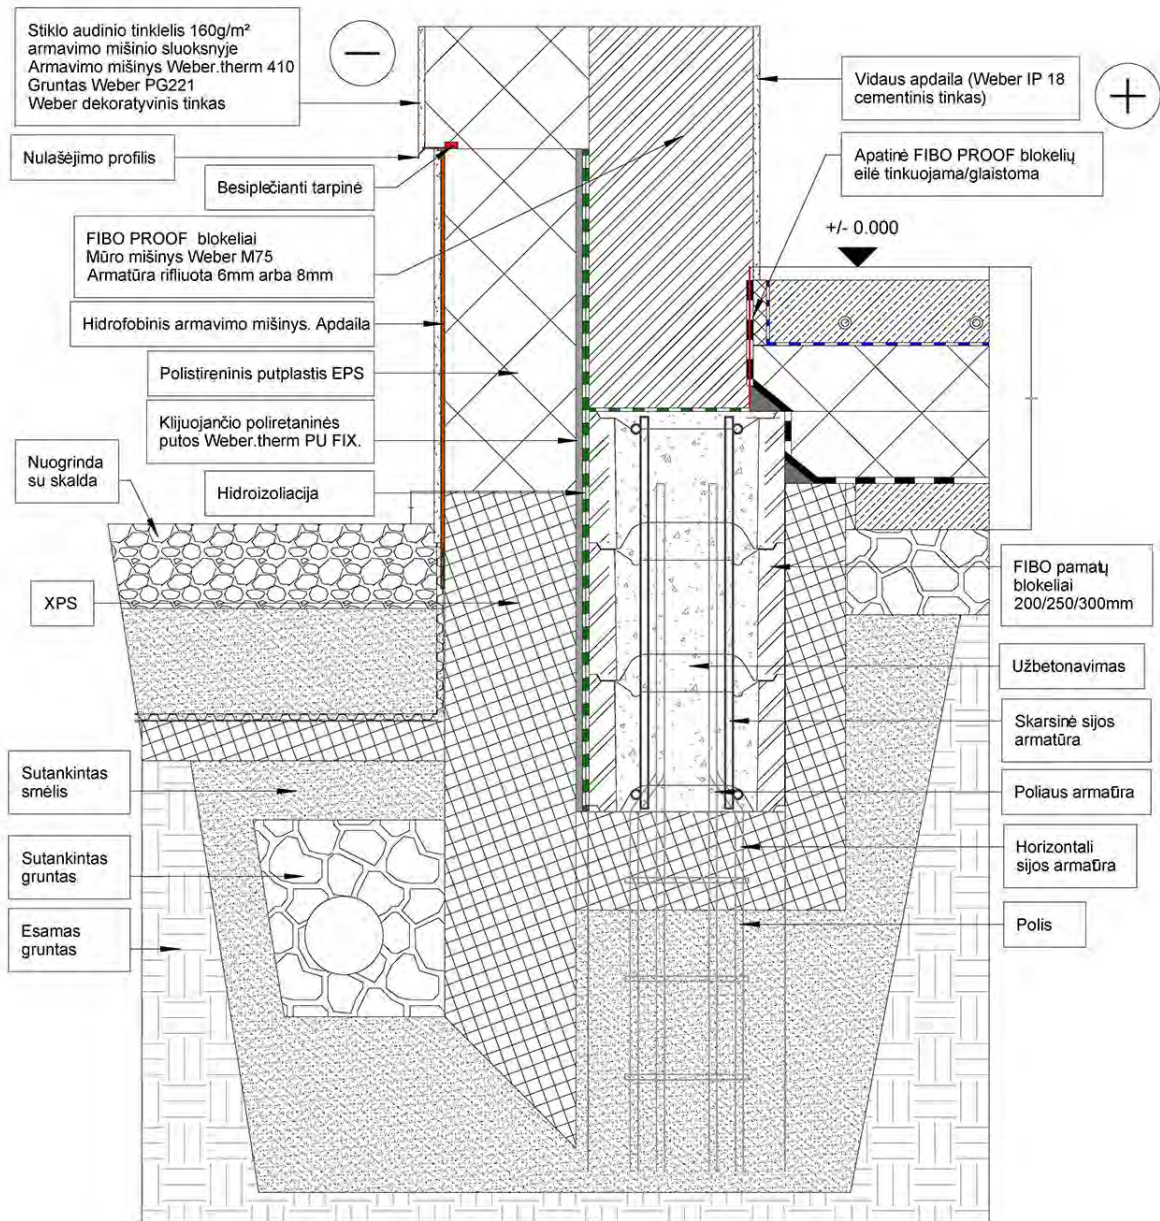 Stiklo audinio tinklelis 160g/m²
armavimo mišinio sluoksnyje
Armavimo mišinys Weber.therm 410
Gruntas Weber PG221
Weber dekoratyvinis tinkas
Nulašėjimo profilis
Besiplečianti tarpinė
FIBO PROOF blokeliai
Mūro mišinys Weber M75
Armatūra rifliuota 6mm arba 8mm
Hidrofobinis armavimo mišinys. Apdaila
Polistireninis putplastis EPS
Klijuojančio poliretaninės
putos Weber.therm PU FIX.
Nuogrinda
su skalda
Hidroizoliacija
XPS
Sutankintas
smėlis
Sutankintas
gruntas
Esamas
gruntas
Vidaus apdaila (Weber IP 18
cementinis tinkas)
Apatinė FIBO PROOF blokelių
eilė tinkuojama/glaistoma
+/- 0.000
FIBO pamatų
blokeliai
200/250/300mm
Užbetonavimas
Skarsinė sijos
armatūra
Poliaus armatūra
Horizontali
sijos armatūra
Polis